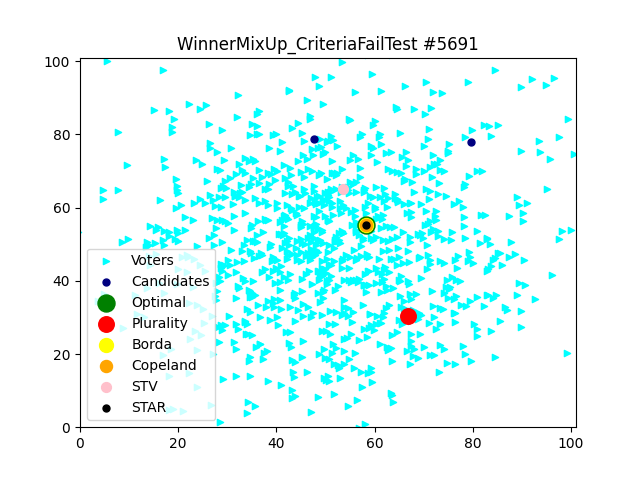 WinnerMixUp_CriteriaFailTest #5691
100
80
60
40
20
0
Voters
Candidates
Optimal
Plurality
Borda
Copeland
STV
STAR
0 20 40 60 80 100